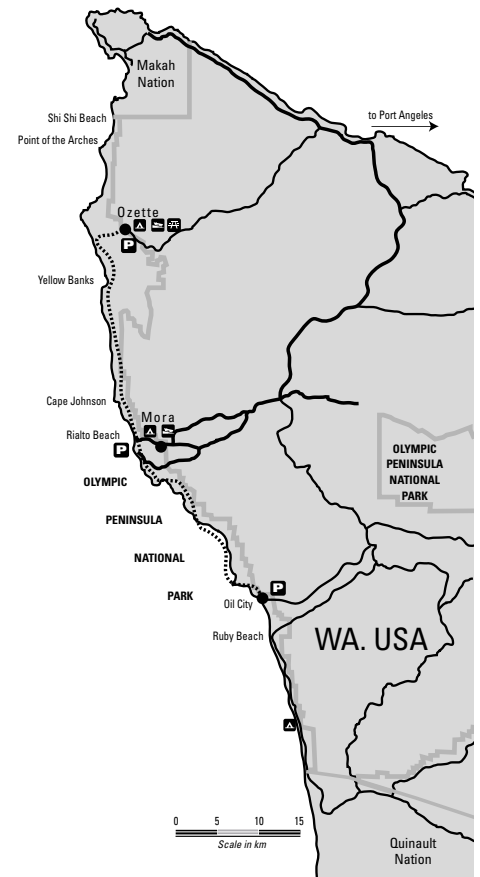 Makah
Nation
Shi Shi Beach
to Port Angeles
Point of the Arches
Ozette
P
Yellow Banks
Cape Johnson
Mora
Rialto Beach
P
OLYMPIC
PENINSULA
NATIONAL
PARK
OLYMPIC
PENINSULA
NATIONAL
PARK
P
Oil City
Ruby Beach
WA. USA
0 5 10 15
Scale in km
Quinault
Nation